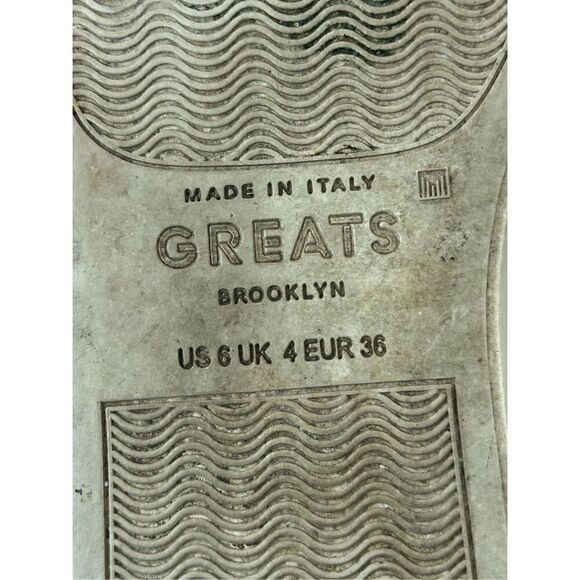 MADE IN ITALY
GREATS
BROOKLYN
US 6 UK 4 EUR 36